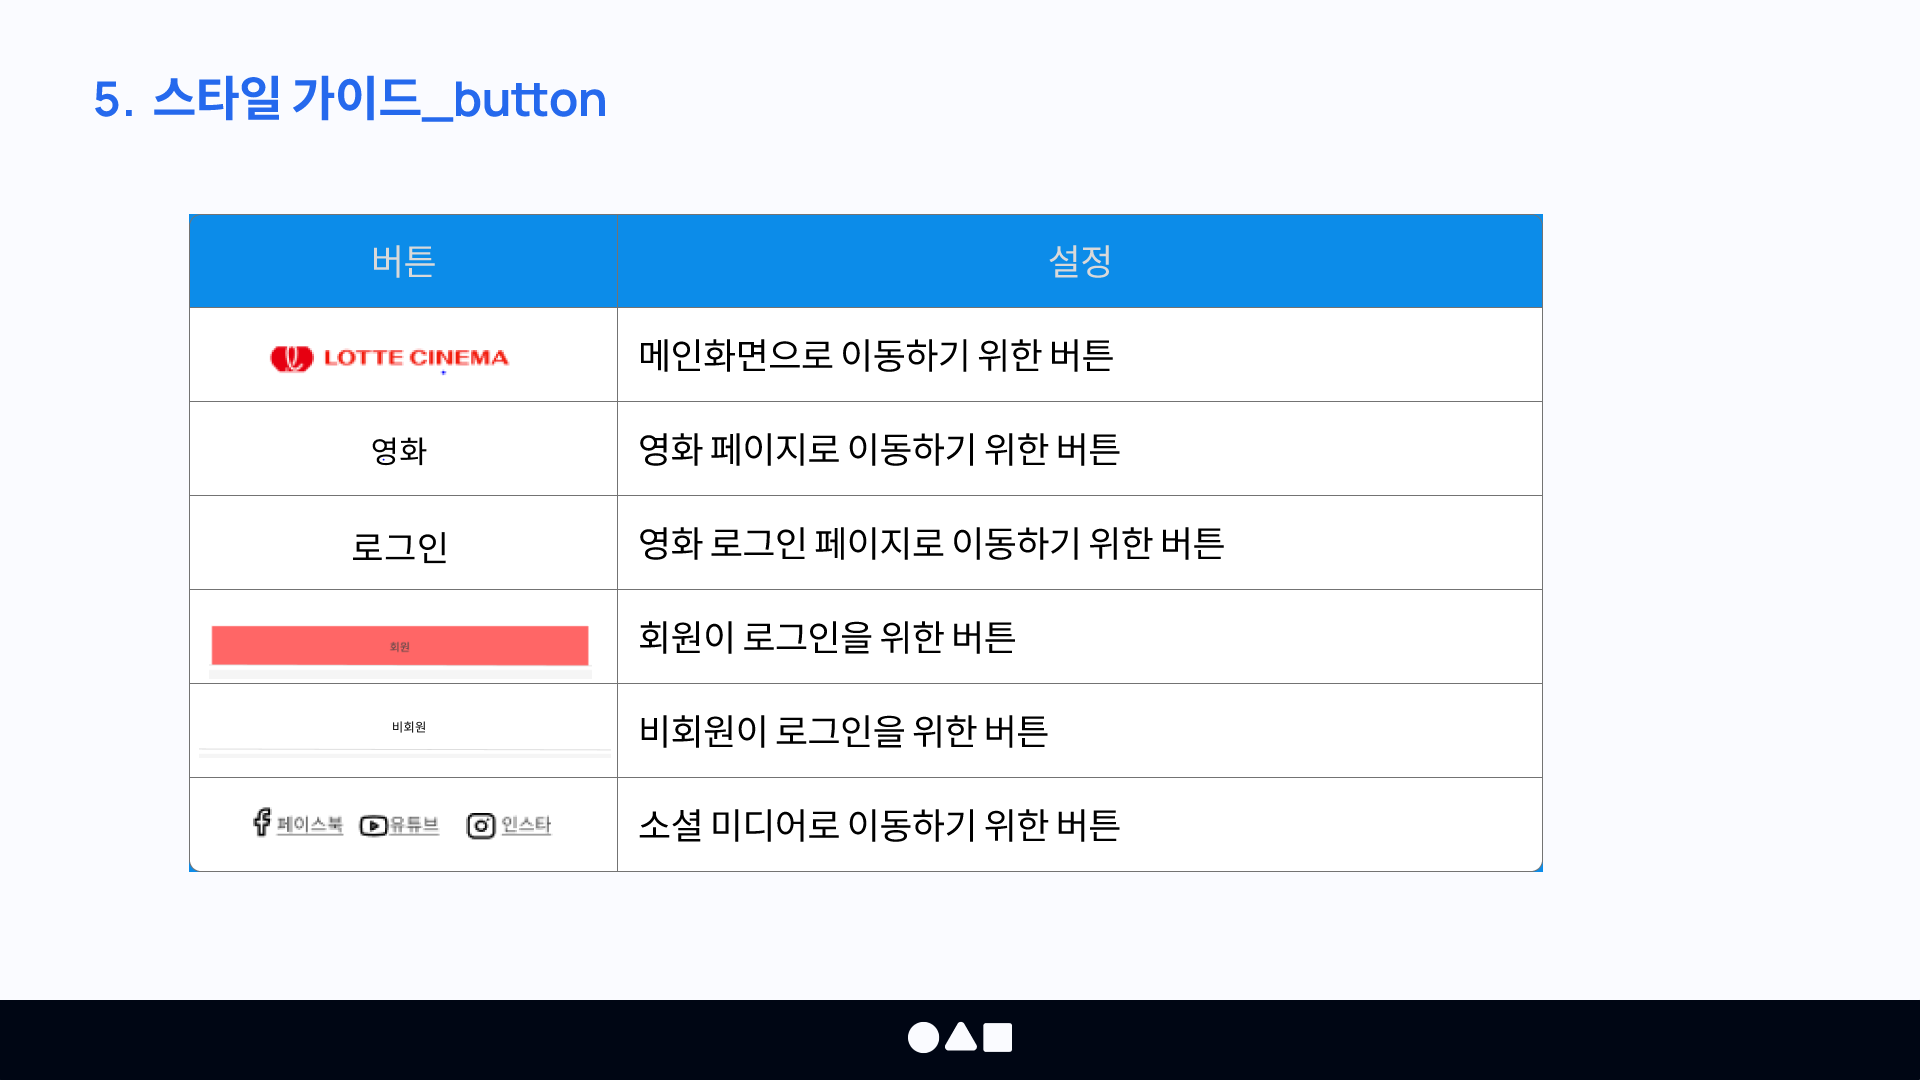 5. 스타일 가이드_button
버튼 설정
LOTTE CINEMA 메인화면으로 이동하기 위한 버튼
영화 영화 페이지로 이동하기 위한 버튼
로그인 영화 로그인 페이지로 이동하기 위한 버튼
회원 회원이 로그인을 위한 버튼
비회원 비회원이 로그인을 위한 버튼
페이스북 유튜브 인스타 소셜 미디어로 이동하기 위한 버튼